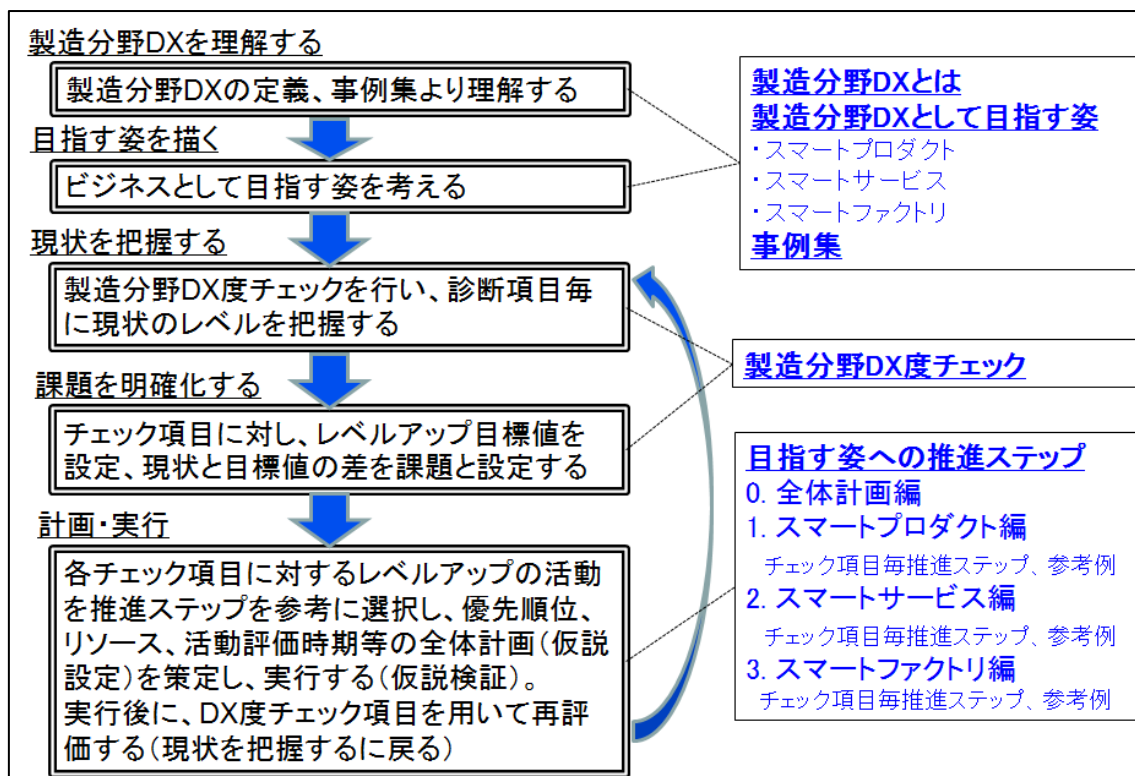 製造分野DXを理解する
製造分野DXの定義、事例集より理解する
目指す姿を描く
ビジネスとして目指す姿を考える
現状を把握する
製造分野DX度チェックを行い、診断項目毎
に現状のレベルを把握する
課題を明確化する
チェック項目に対し、レベルアップ目標値を
設定、現状と目標値の差を課題と設定する
計画・実行
各チェック項目に対するレベルアップの活動
を推進ステップを参考に選択し、優先順位、
リソース、活動評価時期等の全体計画(仮説
設定)を策定し、実行する(仮説検証)。
実行後に、DX度チェック項目を用いて再評
価する(現状を把握するに戻る)
製造分野DXとは
製造分野DXとして目指す姿
・スマートプロダクト
・スマートサービス
・スマートファクトリ
事例集
製造分野DX度チェック
目指す姿への推進ステップ
0. 全体計画編
1. スマートプロダクト編
チェック項目毎推進ステップ、参考例
2. スマートサービス編
チェック項目毎推進ステップ、参考例
3. スマートファクトリ編
チェック項目毎推進ステップ、参考例